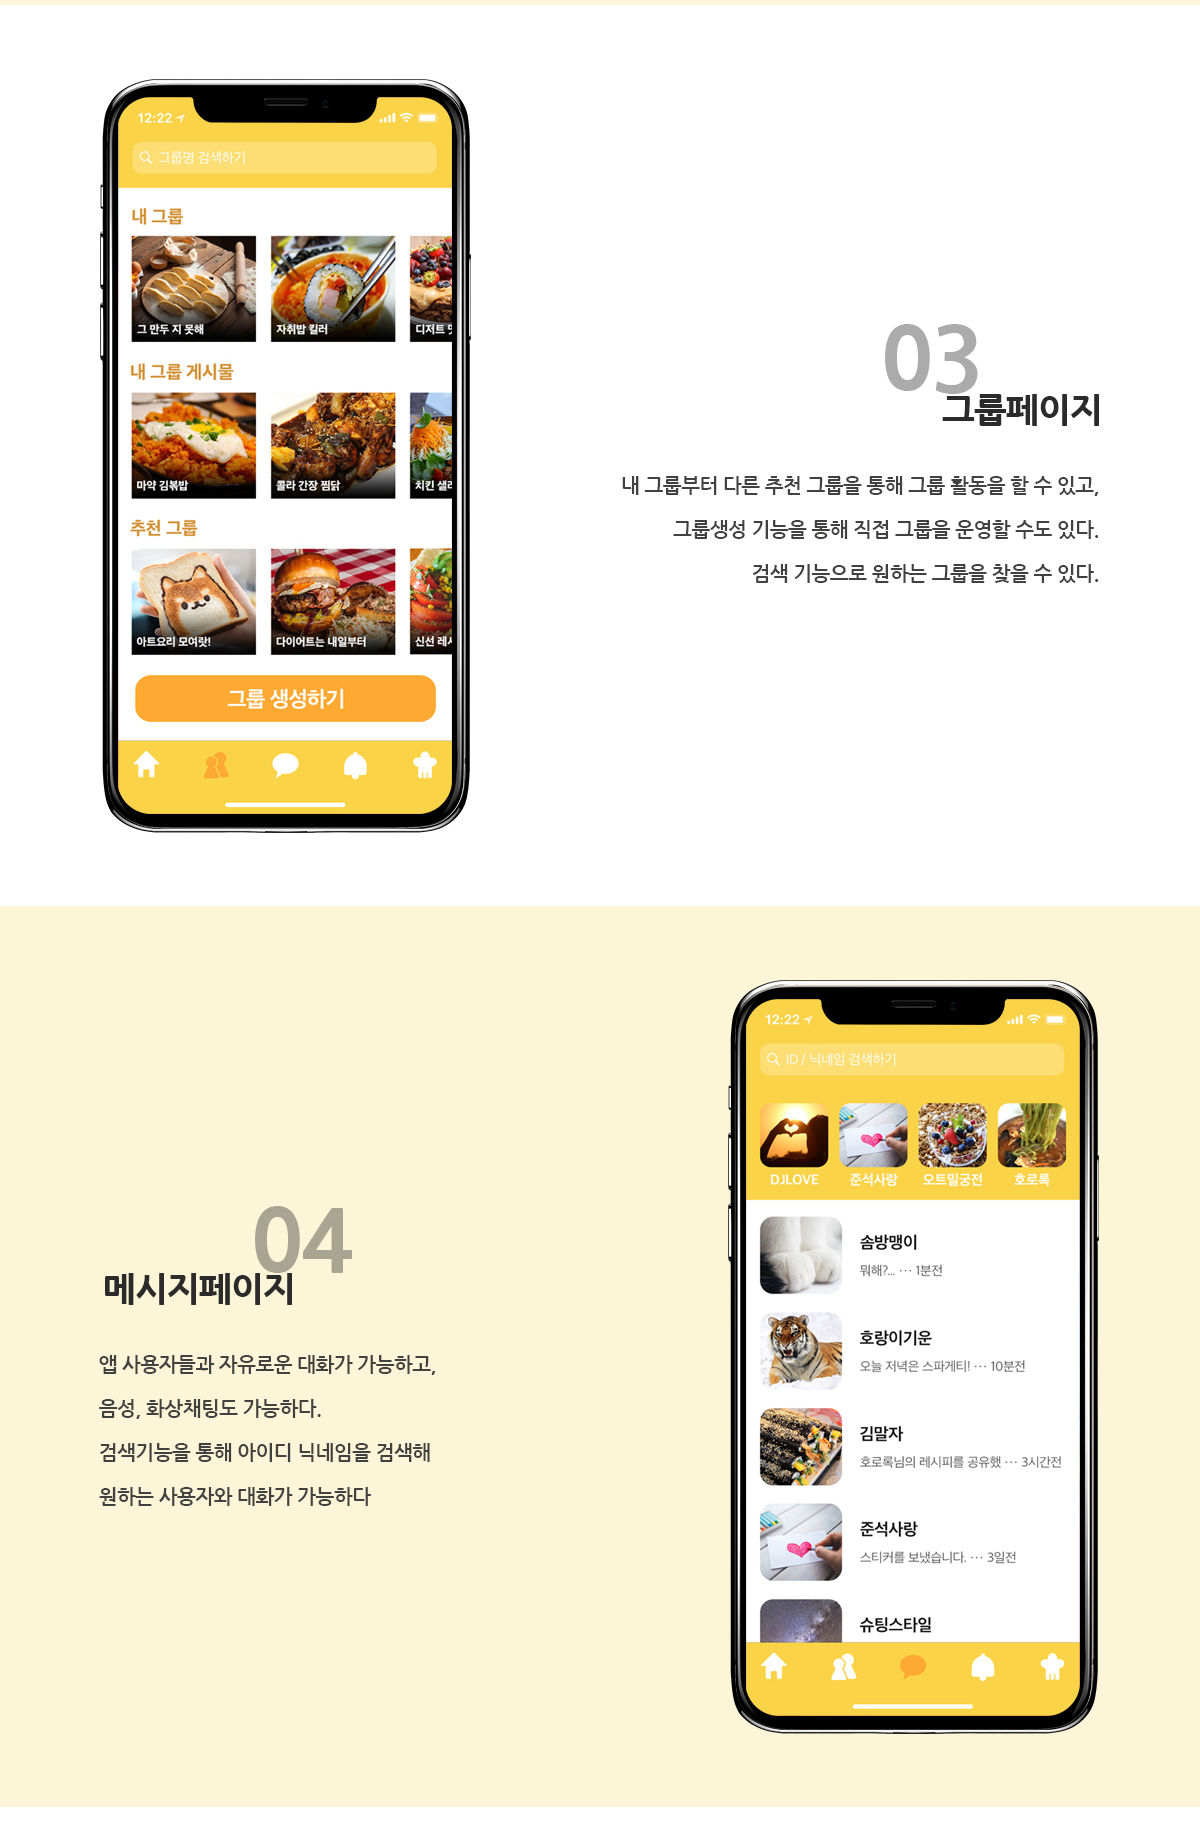 12:22
그룹명 검색하기
내 그룹
그 만두 지 못해
자취밥 킬러
디저트
내 그룹 게시물
마약 김볶밥
콜라 간장 찜닭
치킨
추천 그룹
아트요리 모여랏!
다이어트는 내일부터
신선
그룹 생성하기
03
그룹페이지
내 그룹부터 다른 추천 그룹을 통해 그룹 활동을 할 수 있고,
그룹생성 기능을 통해 직접 그룹을 운영할 수도 있다.
검색 기능으로 원하는 그룹을 찾을 수 있다.
04
메시지페이지
앱 사용자들과 자유로운 대화가 가능하고,
음성, 화상채팅도 가능하다.
검색기능을 통해 아이디 닉네임을 검색해
원하는 사용자와 대화가 가능하다
12:22
ID / 닉네임 검색하기
DJLOVE
준석사랑
오트밀궁전
호로록
솜방맹이
뭐해?... ··· 1분전
호랑이기운
오늘 저녁은 스파게티! ··· 10분전
김말자
호로록님의 레시피를 공유했 ··· 3시간전
준석사랑
스티커를 보냈습니다. ··· 3일전
슈팅스타일